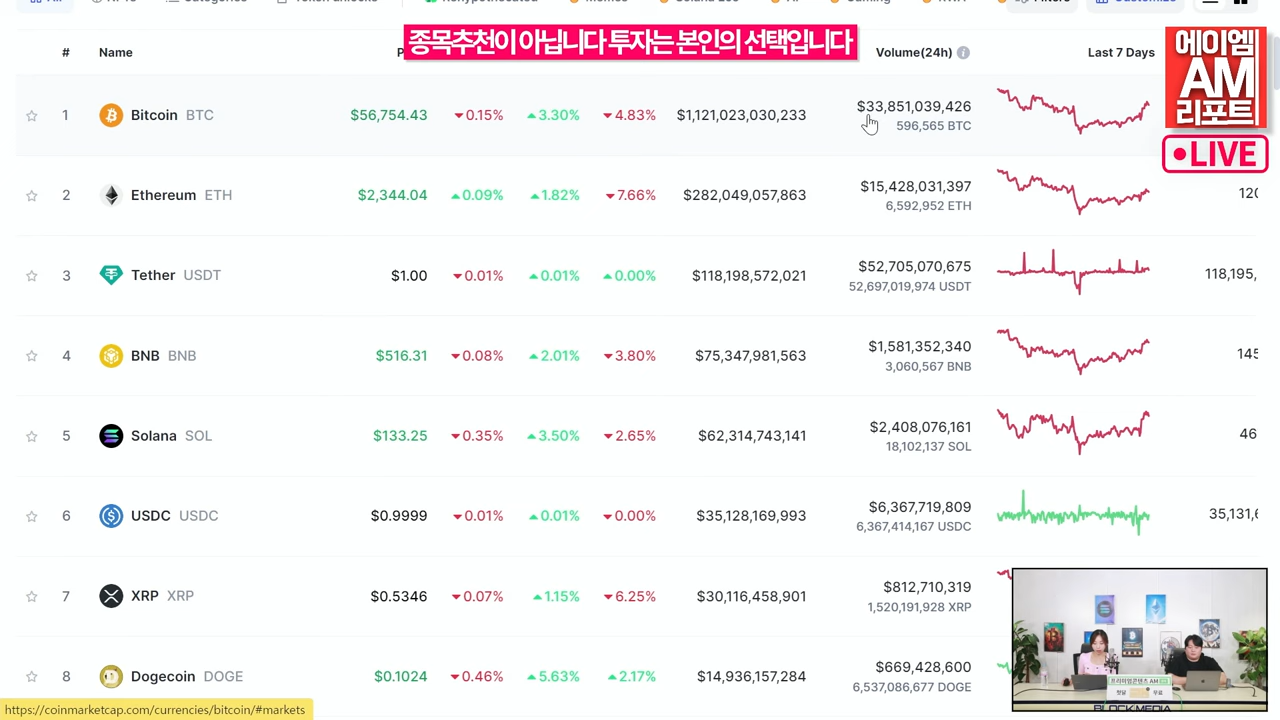 종목추천이 아닙니다 투자는 본인의 선택입니다
# Name Volume(24h) Last 7 Days
에이엠
AM
리포트
LIVE
1 Bitcoin BTC $56,754.43 0.15% 3.30% 4.83% $1,121,023,030,233 $33,851,039,426
596,565 BTC
2 Ethereum ETH $2,344.04 0.09% 1.82% 7.66% $282,049,057,863 $15,428,031,397
6,592,952 ETH
3 Tether USDT $1.00 0.01% 0.01% 0.00% $118,198,572,021 $52,705,070,675 118,195,
52,697,019,974 USDT
4 BNB BNB $516.31 0.08% 2.01% 3.80% $75,347,981,563 $1,581,352,340 145
3,060,567 BNB
5 Solana SOL $133.25 0.35% 3.50% 2.65% $62,314,743,141 $2,408,076,161 46
18,102,137 SOL
6 USDC USDC $0.9999 0.01% 0.01% 0.00% $35,128,169,993 $6,367,719,809
6,367,414,167 USDC
7 XRP XRP $0.5346 0.07% 1.15% 6.25% $30,116,458,901 $812,710,319
1,520,191,928 XRP
8 Dogecoin DOGE $0.1024 0.46% 5.63% 2.17% $14,936,157,284 $669,428,600
6,537,086,677 DOGE
프리미엄콘텐츠 AM
BLOCKMEDIA
https://coinmarketcap.com/currencies/bitcoin/#markets